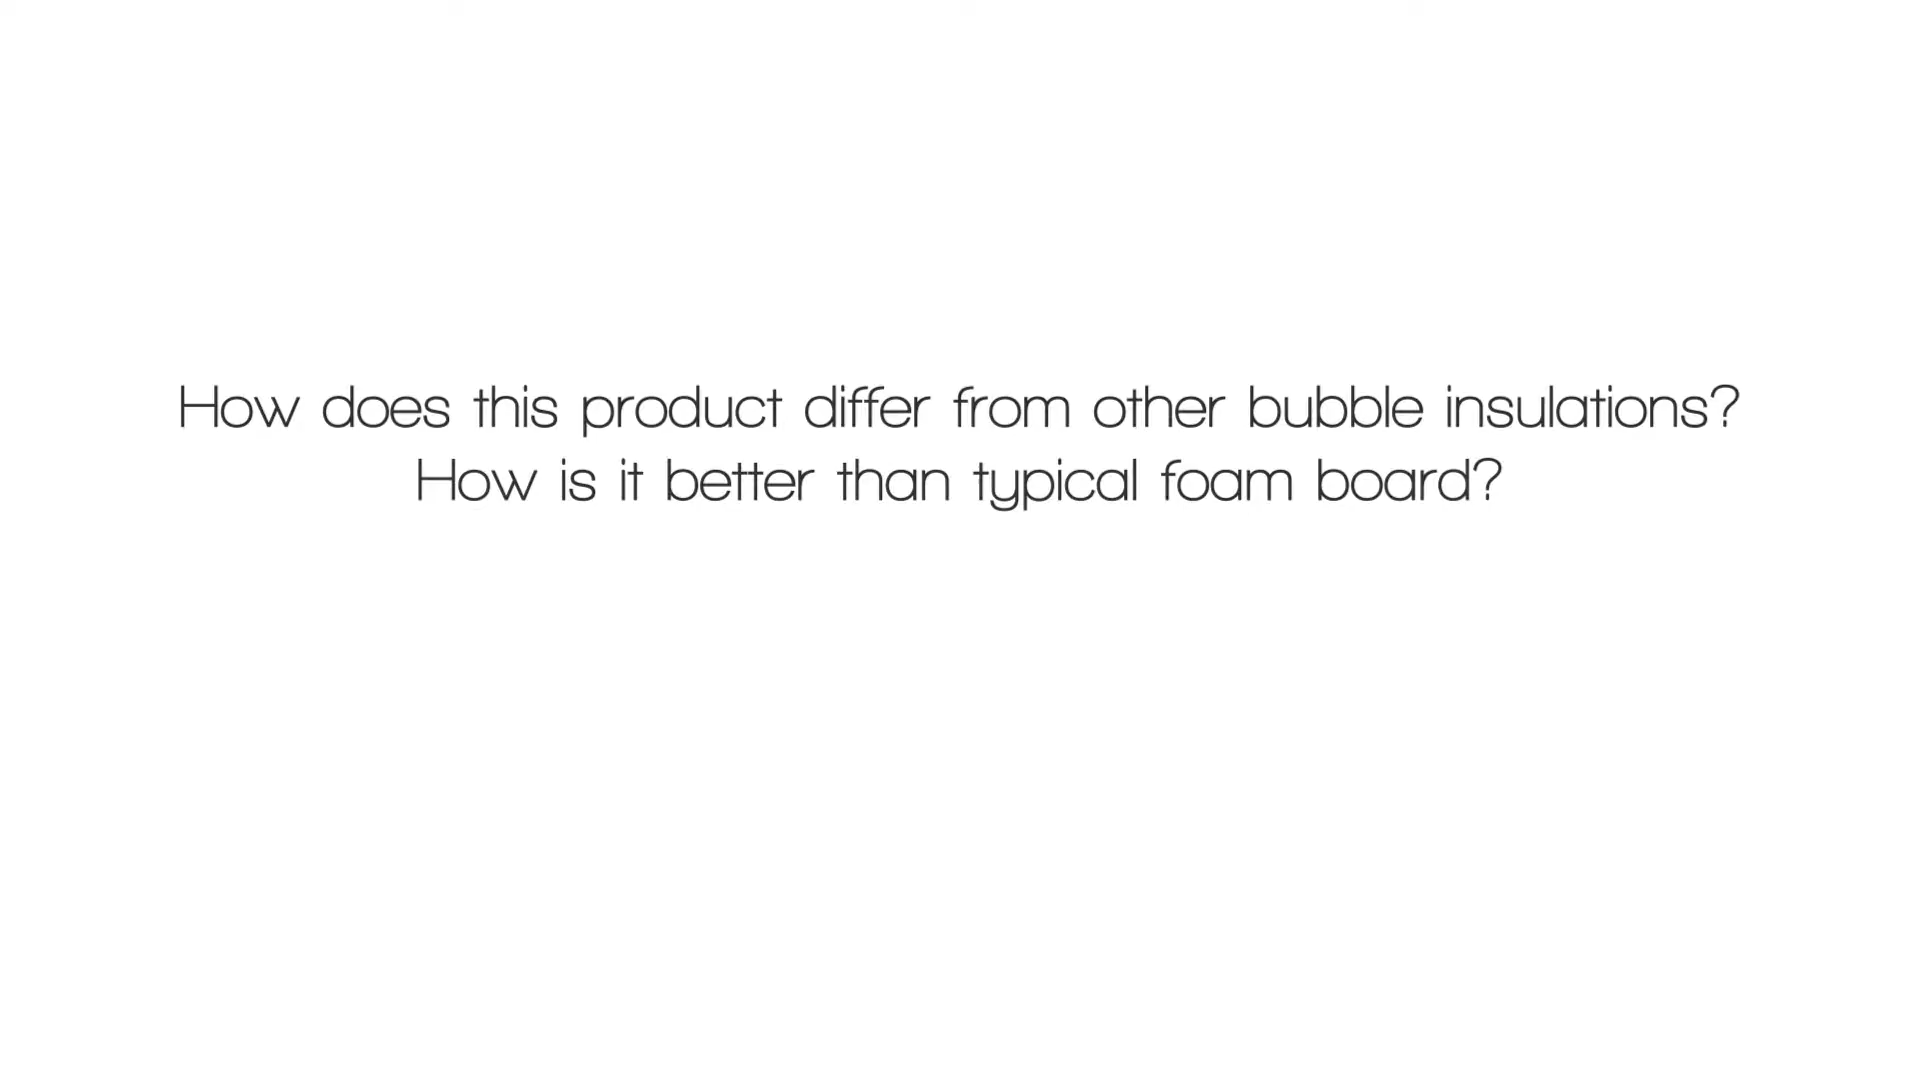 How does this product differ from other bubble insulations?
How is it better than typical foam board?